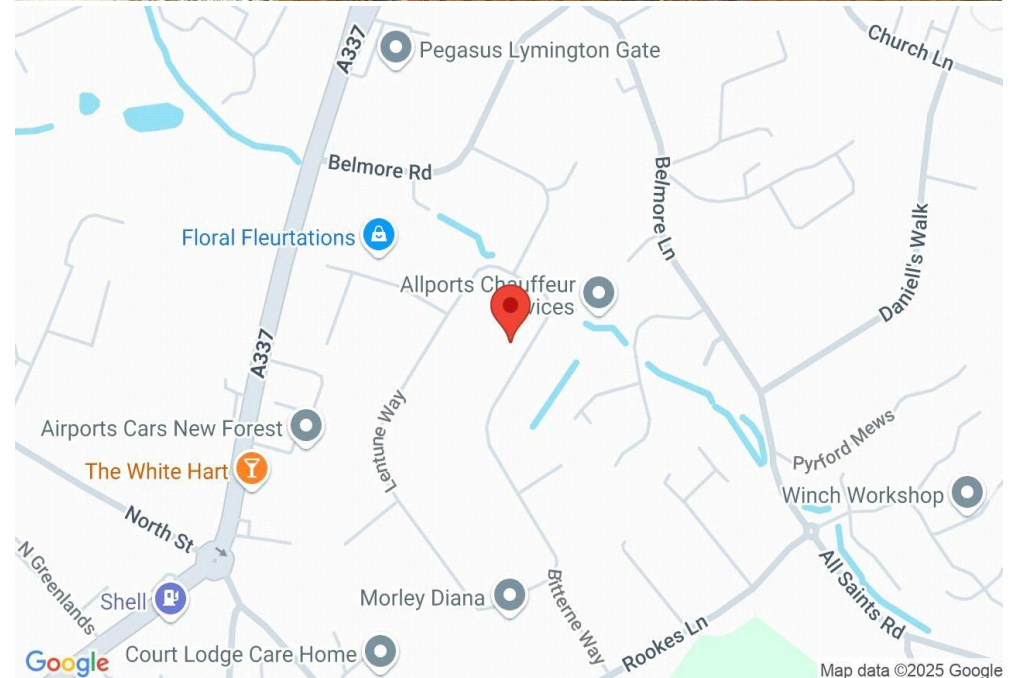 Church Ln
A337
Pegasus Lymington Gate
Belmore Rd
Belmore Ln
Floral Fleurtations
Daniell's Walk
Allports Chauffeur
vices
A337
Lentune Way
Airports Cars New Forest
Pyrford Mews
The White Hart
Winch Workshop
North St
N Greenlands
All Saints Rd
Shell
Morley Diana
Bitterne Way
Rookes Ln
Court Lodge Care Home
Google
Map data ©2025 Google